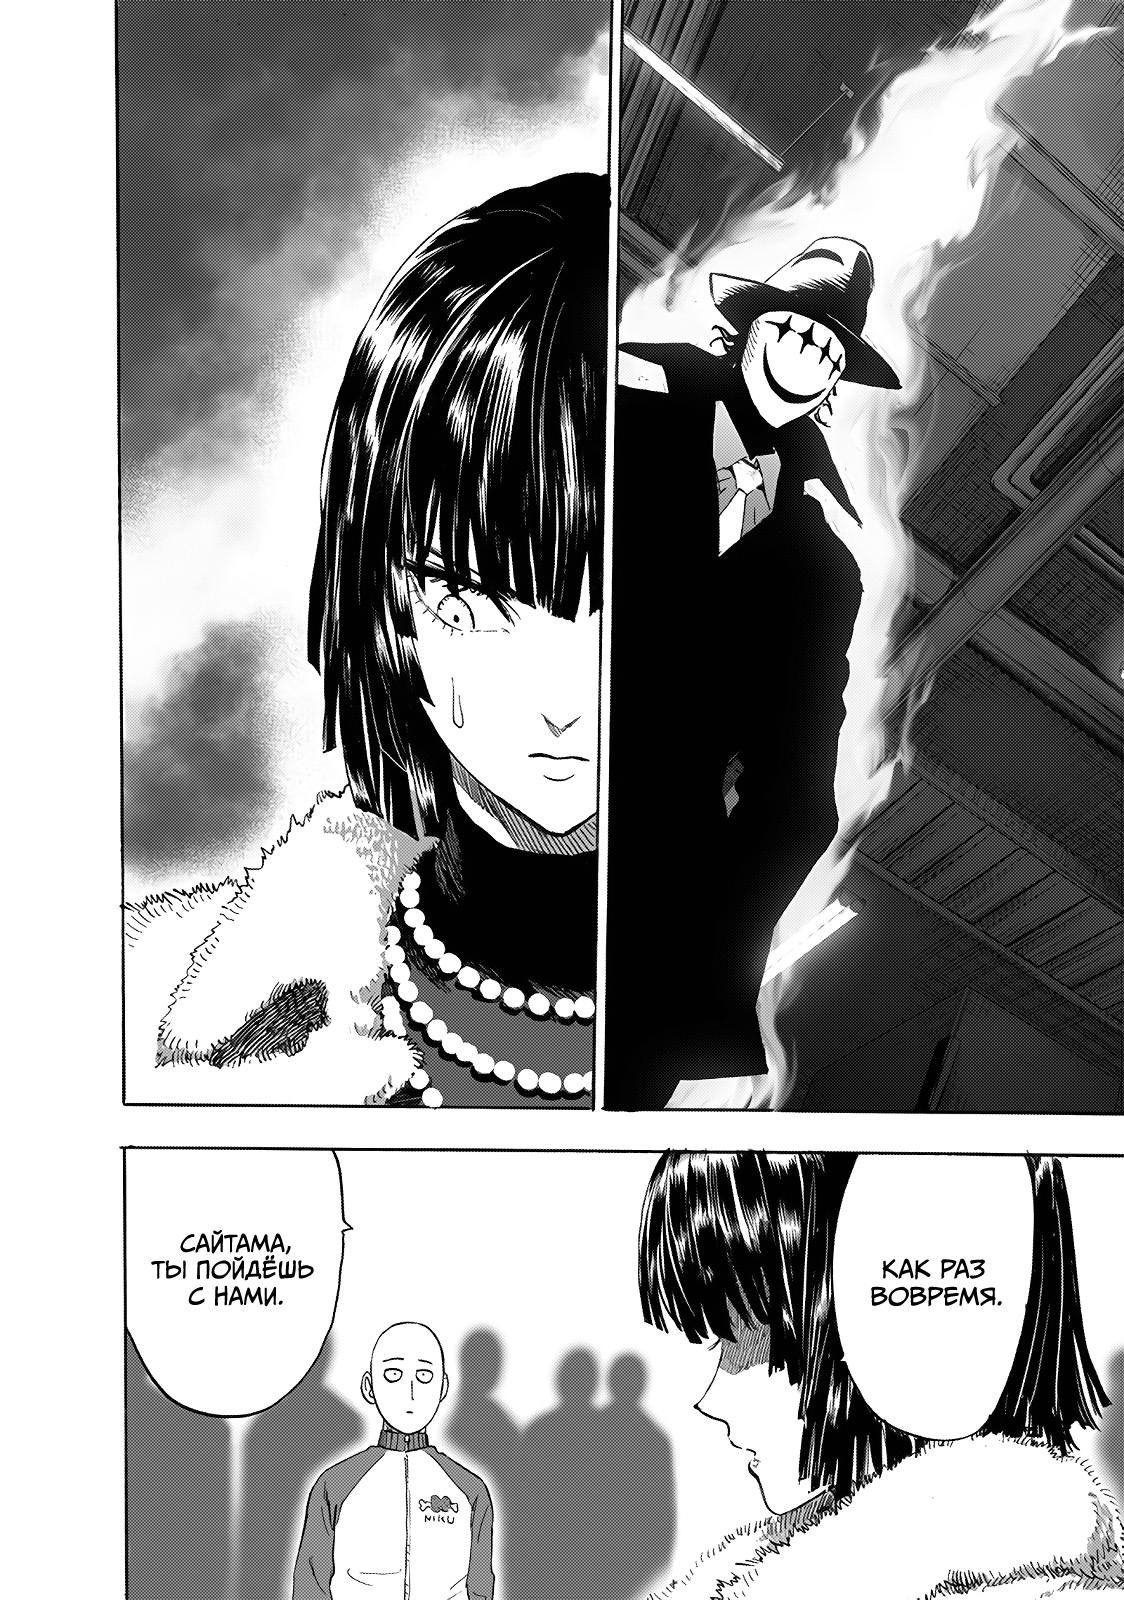 КАК РАЗ
ВОВРЕМЯ.
САЙТАМА,
ТЫ ПОЙДЁШЬ
С НАМИ.
NIKU